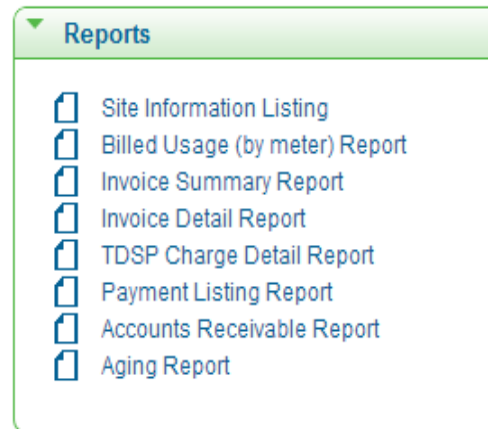 Reports
Site Information Listing
Billed Usage (by meter) Report
Invoice Summary Report
Invoice Detail Report
TDSP Charge Detail Report
Payment Listing Report
Accounts Receivable Report
Aging Report